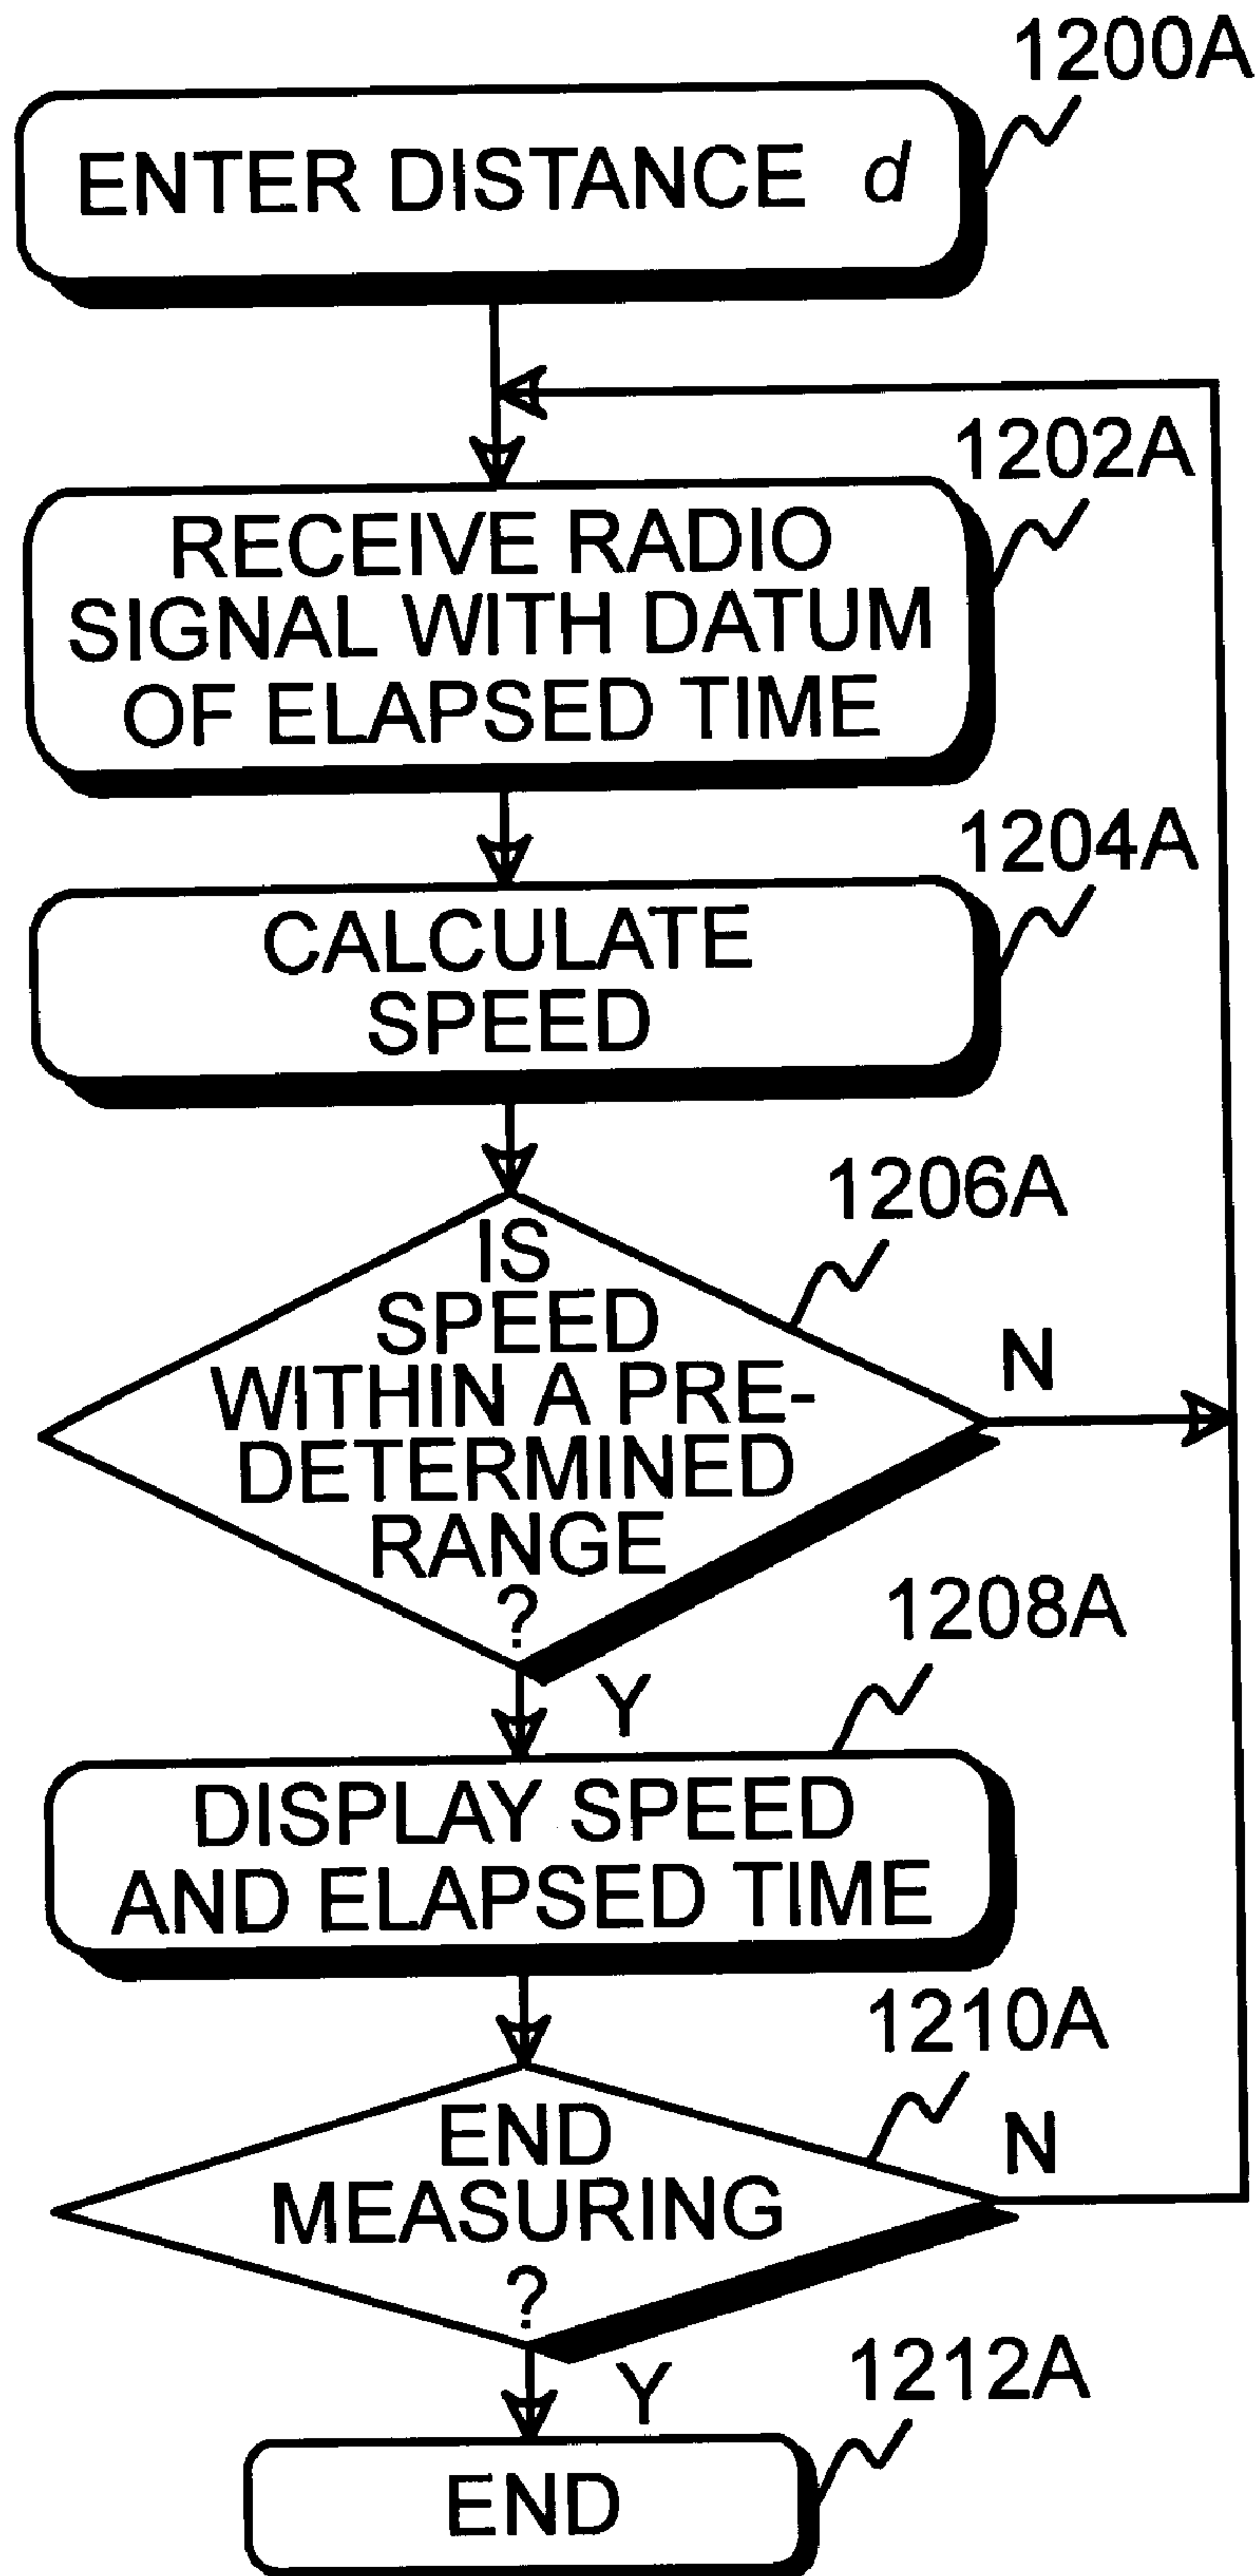 1200A
ENTER DISTANCE d
1202A
RECEIVE RADIO
SIGNAL WITH DATUM
OF ELAPSED TIME
1204A
CALCULATE
SPEED
1206A
IS
SPEED
WITHIN A PRE-
DETERMINED
RANGE
?
N
Y
1208A
DISPLAY SPEED
AND ELAPSED TIME
1210A
END
MEASURING
?
N
Y
1212A
END